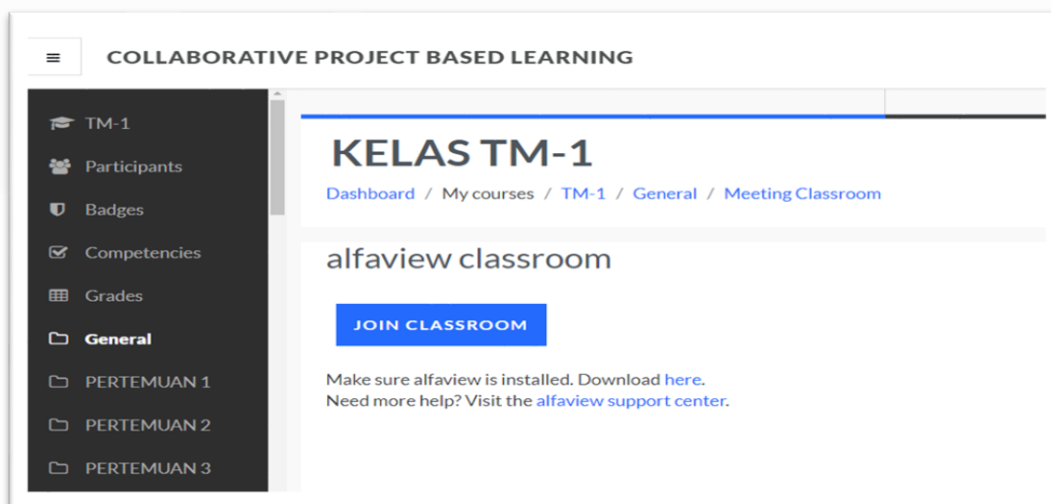 COLLABORATIVE PROJECT BASED LEARNING
TM-1
Participants
Badges
Competencies
Grades
General
PERTEMUAN 1
PERTEMUAN 2
PERTEMUAN 3
KELAS TM-1
Dashboard / My courses / TM-1 / General / Meeting Classroom
alfaview classroom
JOIN CLASSROOM
Make sure alfaview is installed. Download here.
Need more help? Visit the alfaview support center.